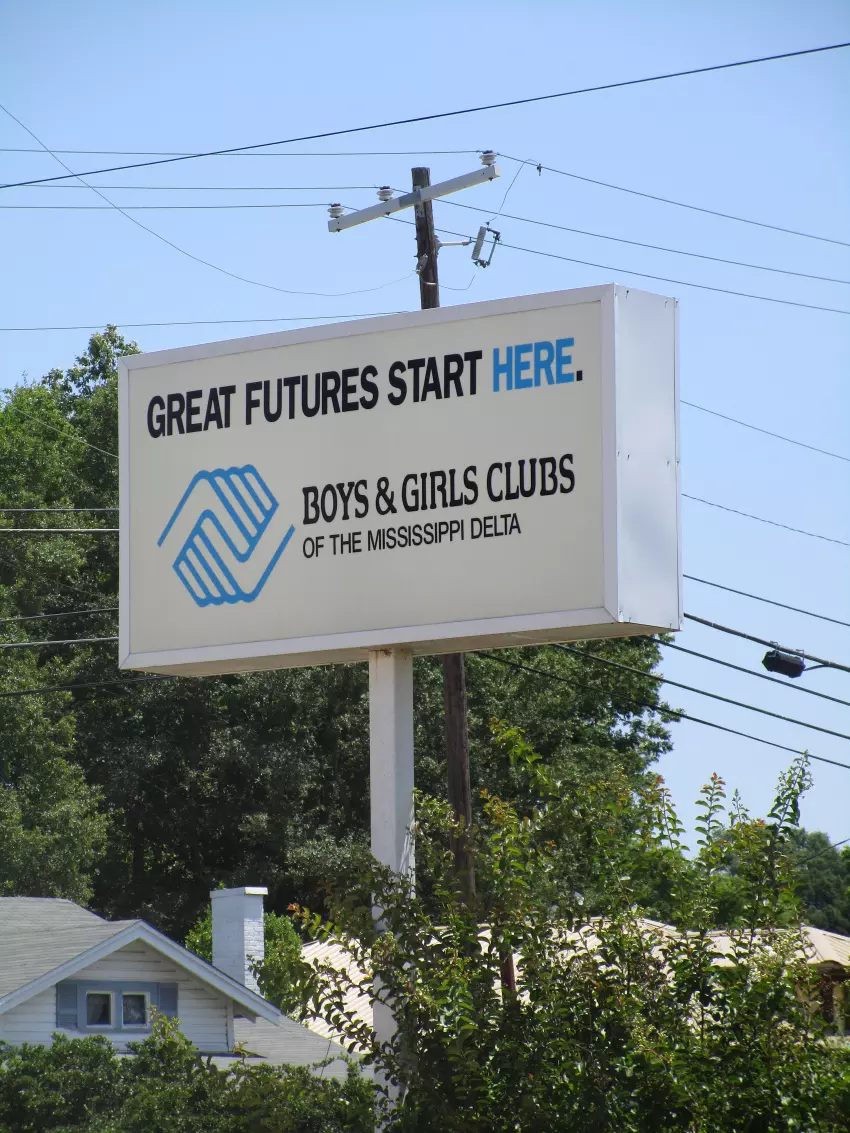 GREAT FUTURES START HERE.
BOYS & GIRLS CLUBS
OF THE MISSISSIPPI DELTA